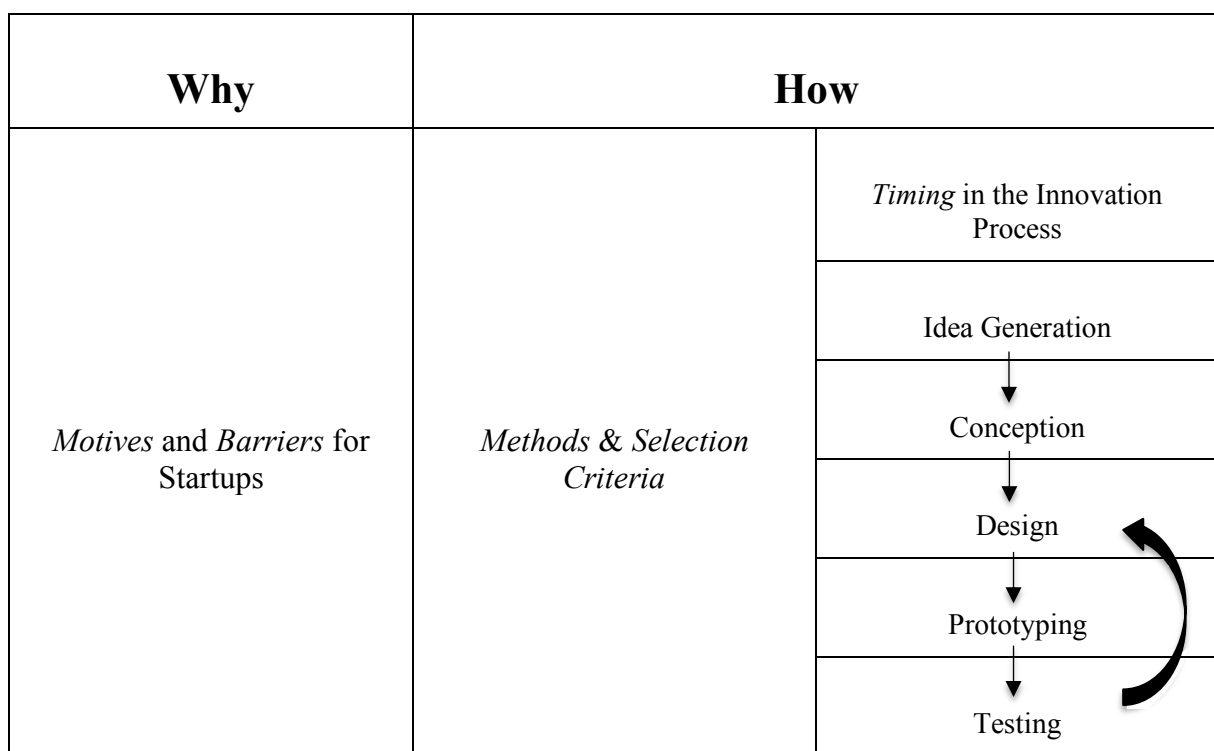 Why
How
Motives and Barriers for
Startups
Methods & Selection
Criteria
Timing in the Innovation
Process
Idea Generation
Conception
Design
Prototyping
Testing